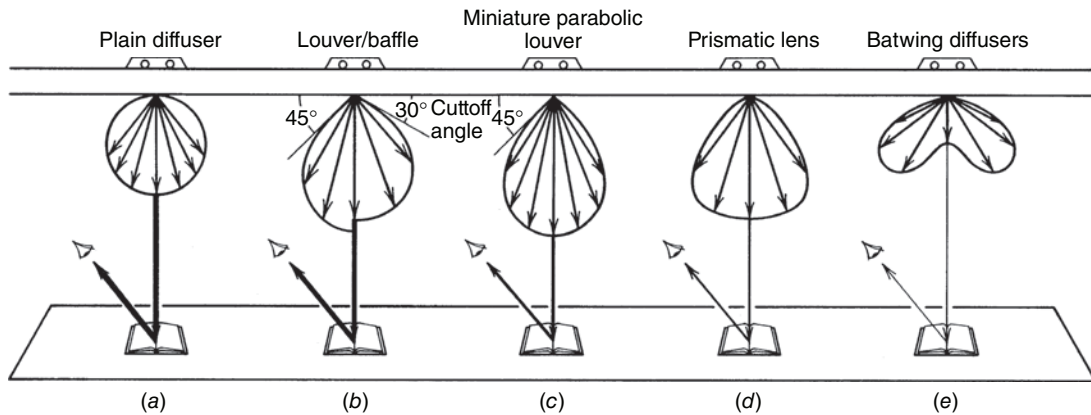 Plain diffuser
Louver/baffle
Miniature parabolic
louver
Prismatic lens
Batwing diffusers
45°
30° Cuttoff
angle
45°
(a)
(b)
(c)
(d)
(e)